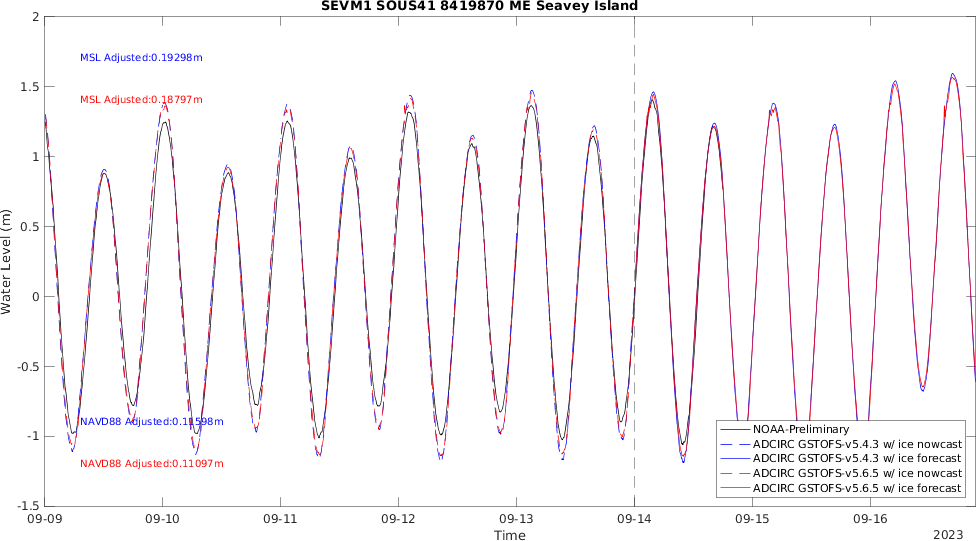 SEVM1 SOUS41 8419870 ME Seavey Island
2
1.5
1
0.5
0
-0.5
-1
-1.5
Water Level (m)
MSL Adjusted:0.19298m
MSL Adjusted:0.18797m
NAVD88 Adjusted:0.11598m
NAVD88 Adjusted:0.11097m
NOAA-Preliminary
ADCIRC GSTOFS-v5.4.3 w/ ice nowcast
ADCIRC GSTOFS-v5.4.3 w/ ice forecast
ADCIRC GSTOFS-v5.6.5 w/ ice nowcast
ADCIRC GSTOFS-v5.6.5 w/ ice forecast
09-09 09-10 09-11 09-12 09-13 09-14 09-15 09-16
Time
2023